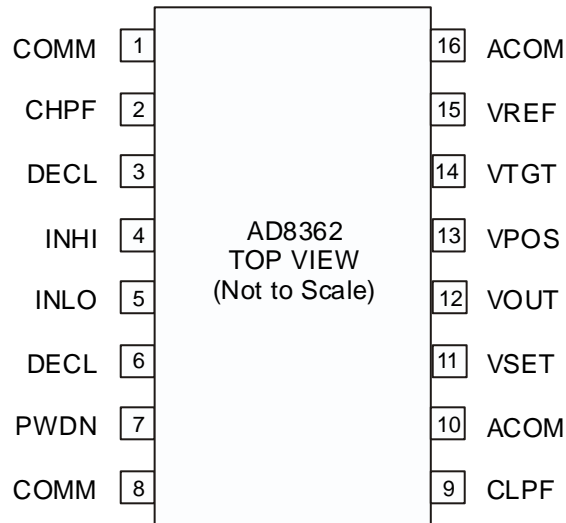 COMM 1
CHPF 2
DECL 3
INHI 4
INLO 5
DECL 6
PWDN 7
COMM 8
AD8362
TOP VIEW
(Not to Scale)
16 ACOM
15 VREF
14 VTGT
13 VPOS
12 VOUT
11 VSET
10 ACOM
9 CLPF